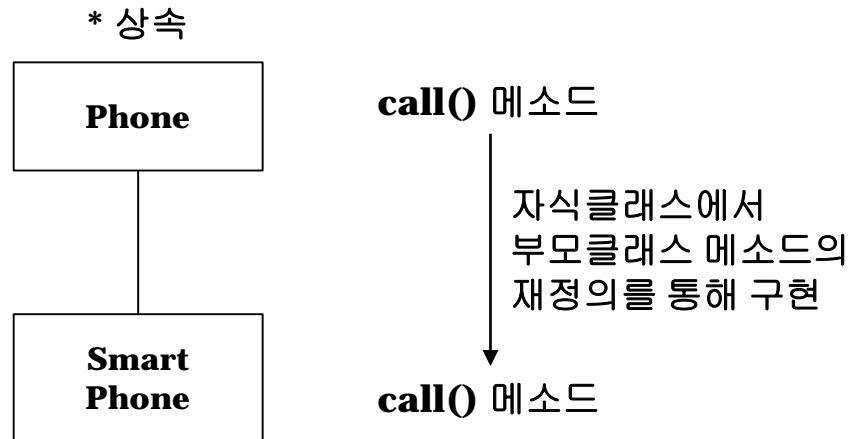 * 상속
Phone
call() 메소드
자식클래스에서
부모클래스 메소드의
재정의를 통해 구현
Smart
Phone
call() 메소드